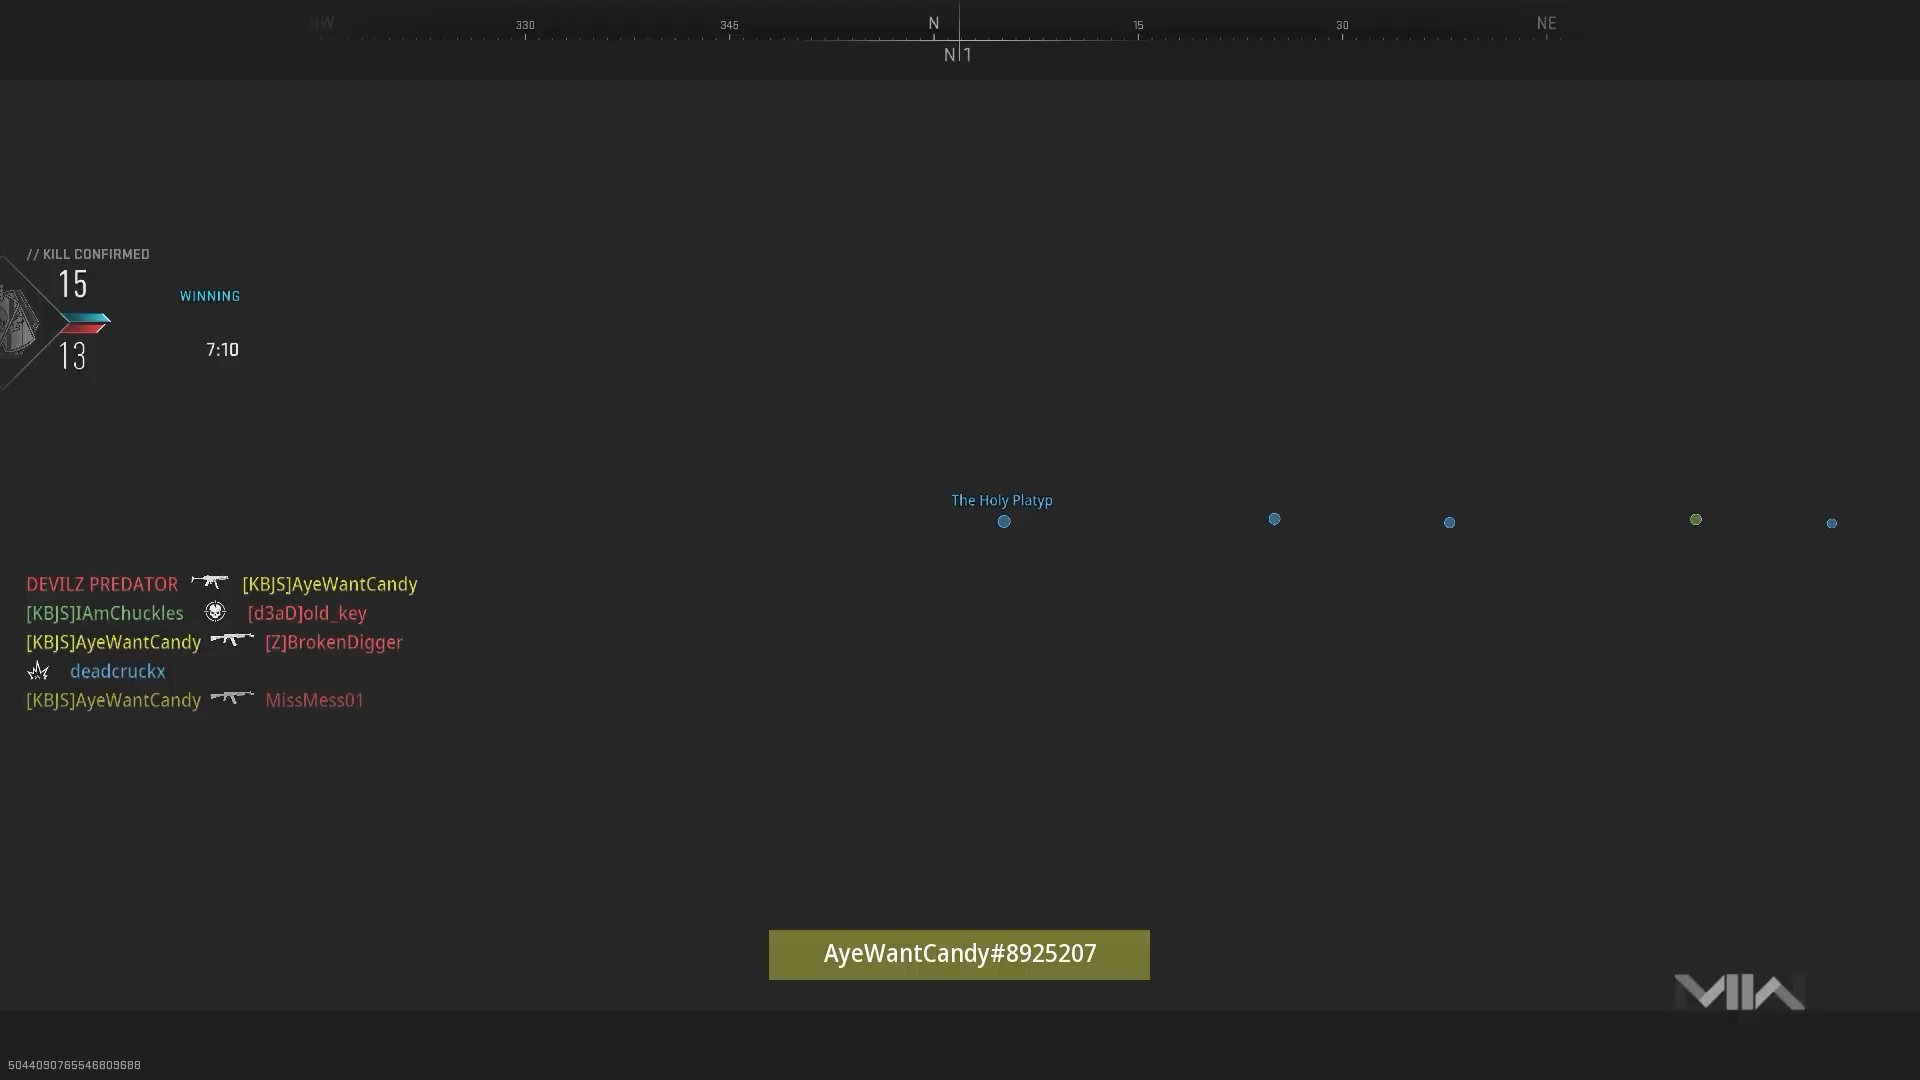 NW 330 345 N 15 30 NE
N 1
// KILL CONFIRMED
15
WINNING
13
7:10
The Holy Platyp
DEVILZ PREDATOR [KBJS]AyeWantCandy
[KBJS]IAmChuckles [d3aD]old_key
[KBJS]AyeWantCandy [Z]BrokenDigger
deadcruckx
[KBJS]AyeWantCandy MissMess01
AyeWantCandy#8925207
MW
5044090765546809688